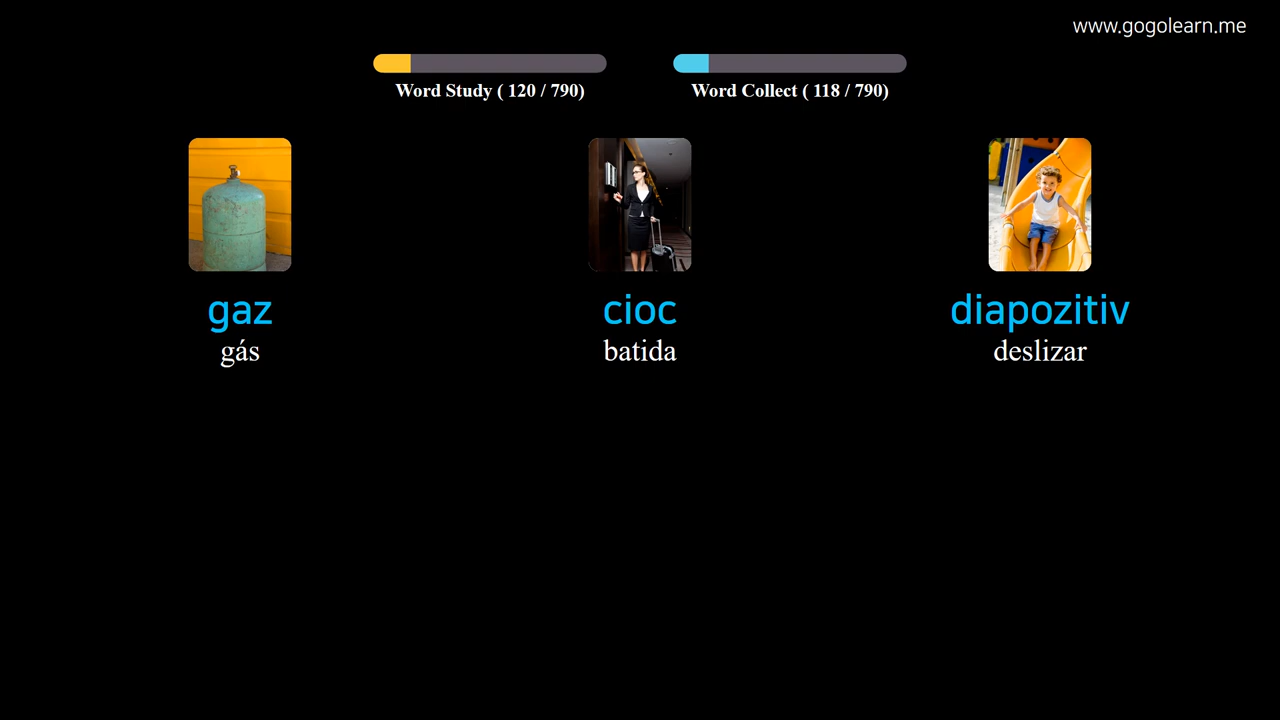 www.gogolearn.me
Word Study ( 120 / 790)
Word Collect ( 118 / 790)
gaz
gás
cioc
batida
diapozitiv
deslizar